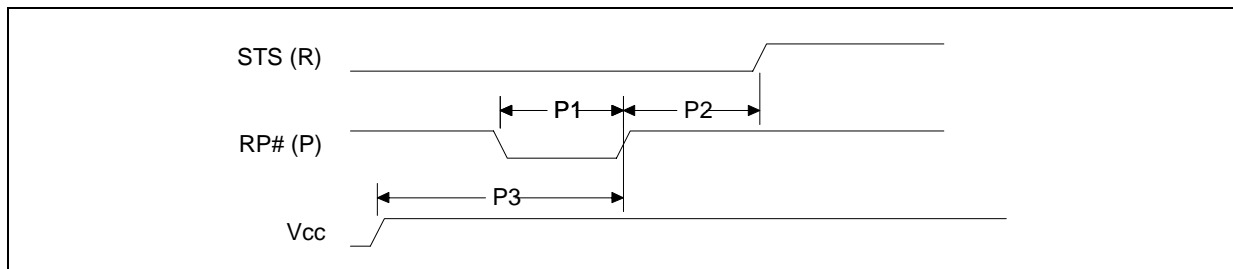 STS (R)
P1
P2
RP# (P)
P3
Vcc